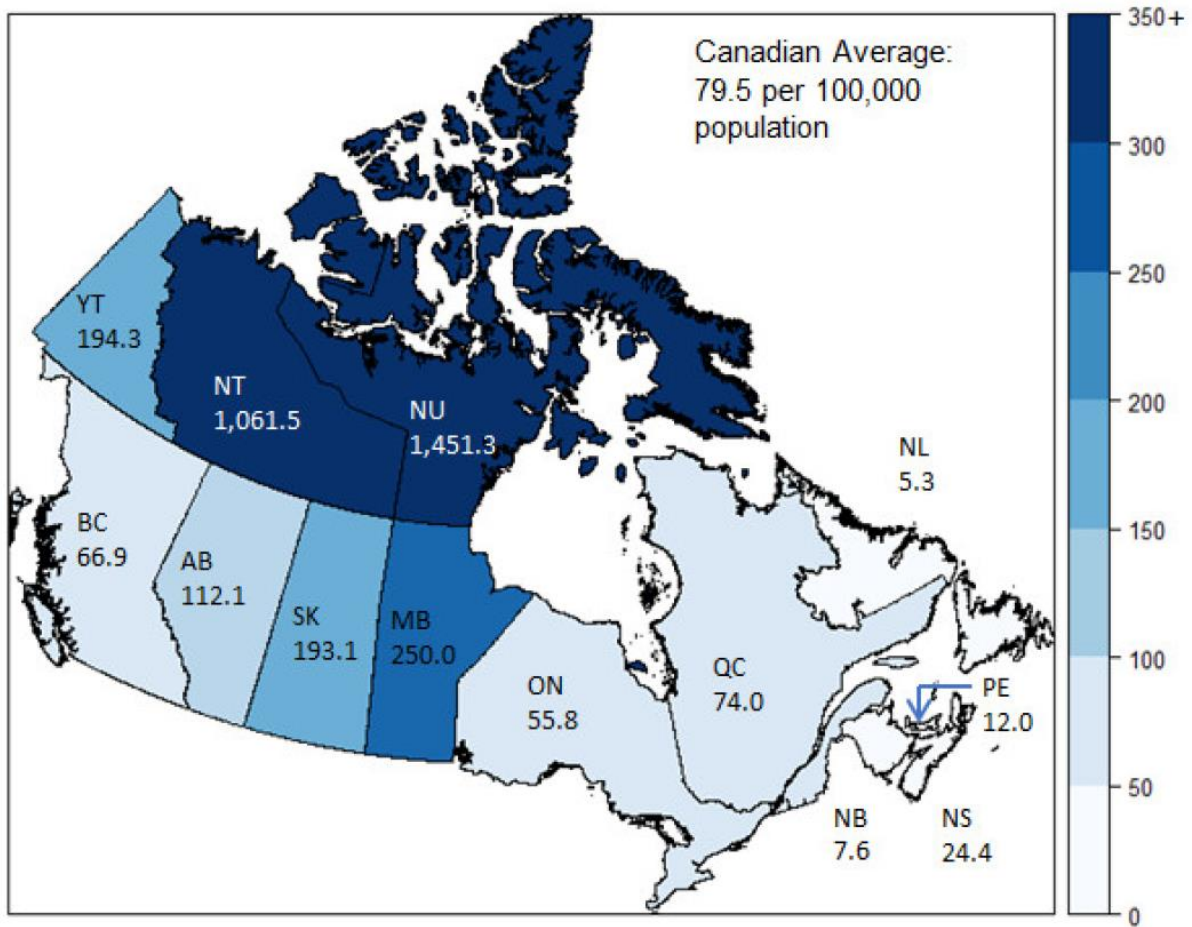 Canadian Average:
79.5 per 100,000
population
350+
300
250
200
150
100
50
0
YT
194.3
NT
1,061.5
NU
1,451.3
NL
5.3
BC
66.9
AB
112.1
SK
193.1
MB
250.0
ON
55.8
QC
74.0
PE
12.0
NB
7.6
NS
24.4